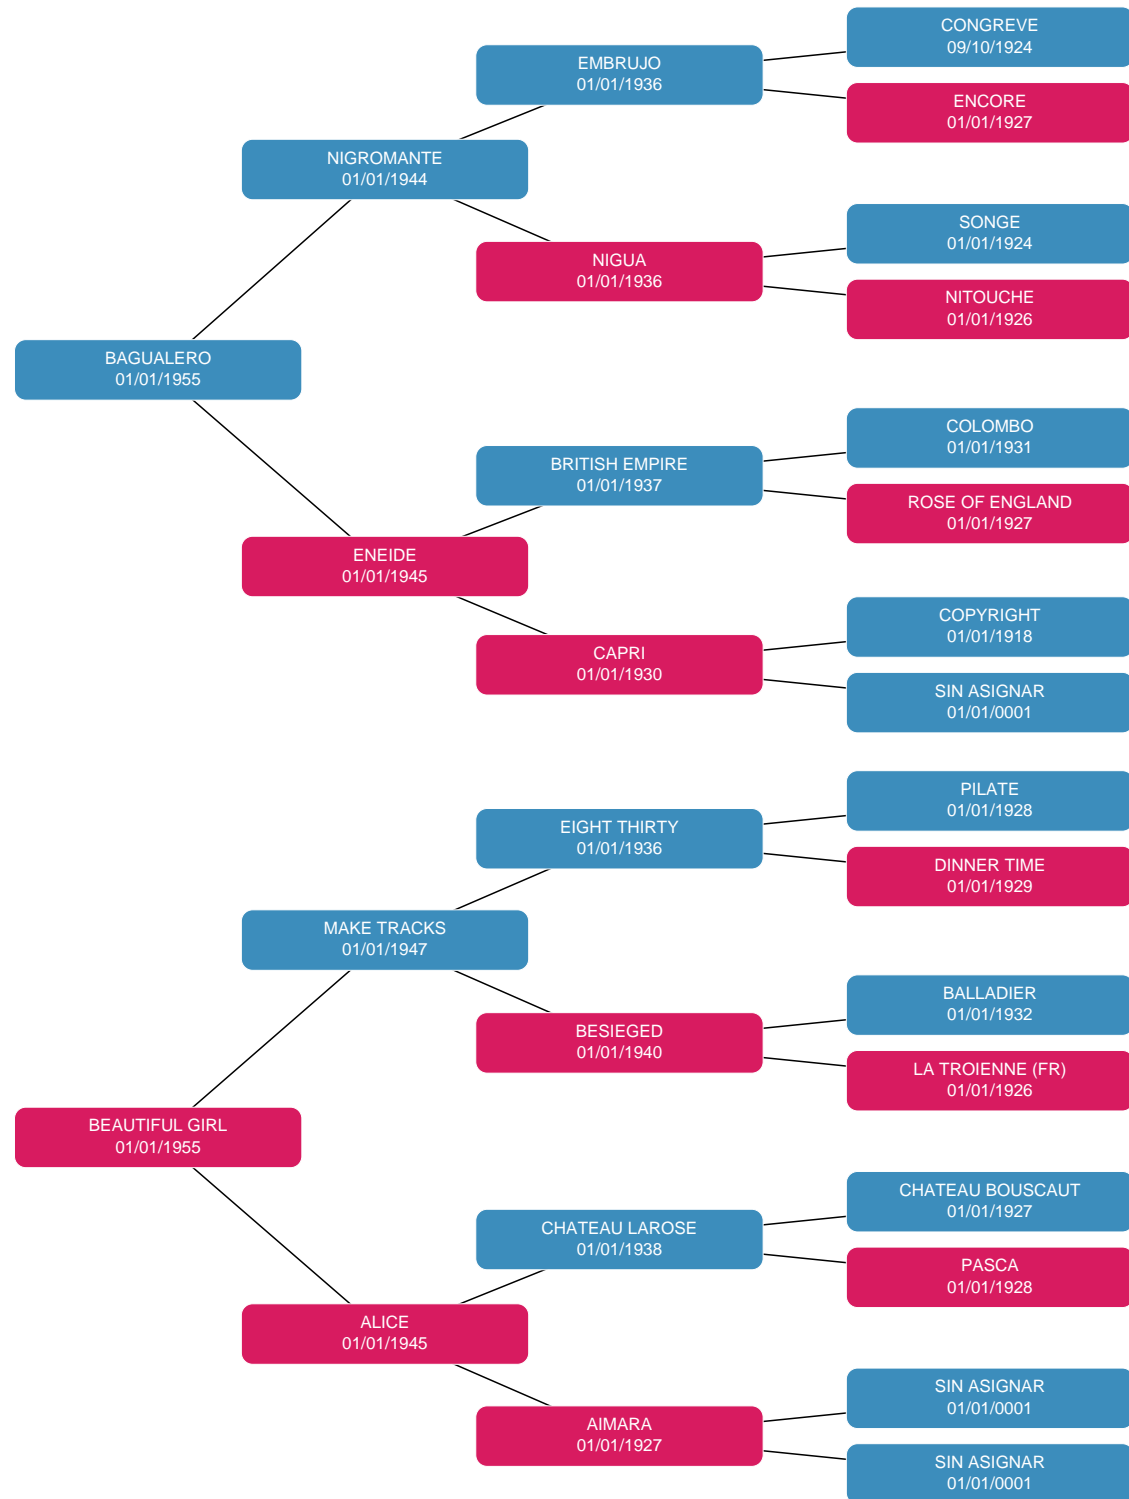 CONGREVE
09/10/1924
EMBRUJO
01/01/1936
ENCORE
01/01/1927
NIGROMANTE
01/01/1944
SONGE
01/01/1924
NIGUA
01/01/1936
NITOUCHE
01/01/1926
BAGUALERO
01/01/1955
COLOMBO
01/01/1931
BRITISH EMPIRE
01/01/1937
ROSE OF ENGLAND
01/01/1927
ENEIDE
01/01/1945
COPYRIGHT
01/01/1918
CAPRI
01/01/1930
SIN ASIGNAR
01/01/0001
PILATE
01/01/1928
EIGHT THIRTY
01/01/1936
DINNER TIME
01/01/1929
MAKE TRACKS
01/01/1947
BALLADIER
01/01/1932
BESIEGED
01/01/1940
LA TROIENNE (FR)
01/01/1926
BEAUTIFUL GIRL
01/01/1955
CHATEAU BOUSCAUT
01/01/1927
CHATEAU LAROSE
01/01/1938
PASCA
01/01/1928
ALICE
01/01/1945
SIN ASIGNAR
01/01/0001
AIMARA
01/01/1927
SIN ASIGNAR
01/01/0001